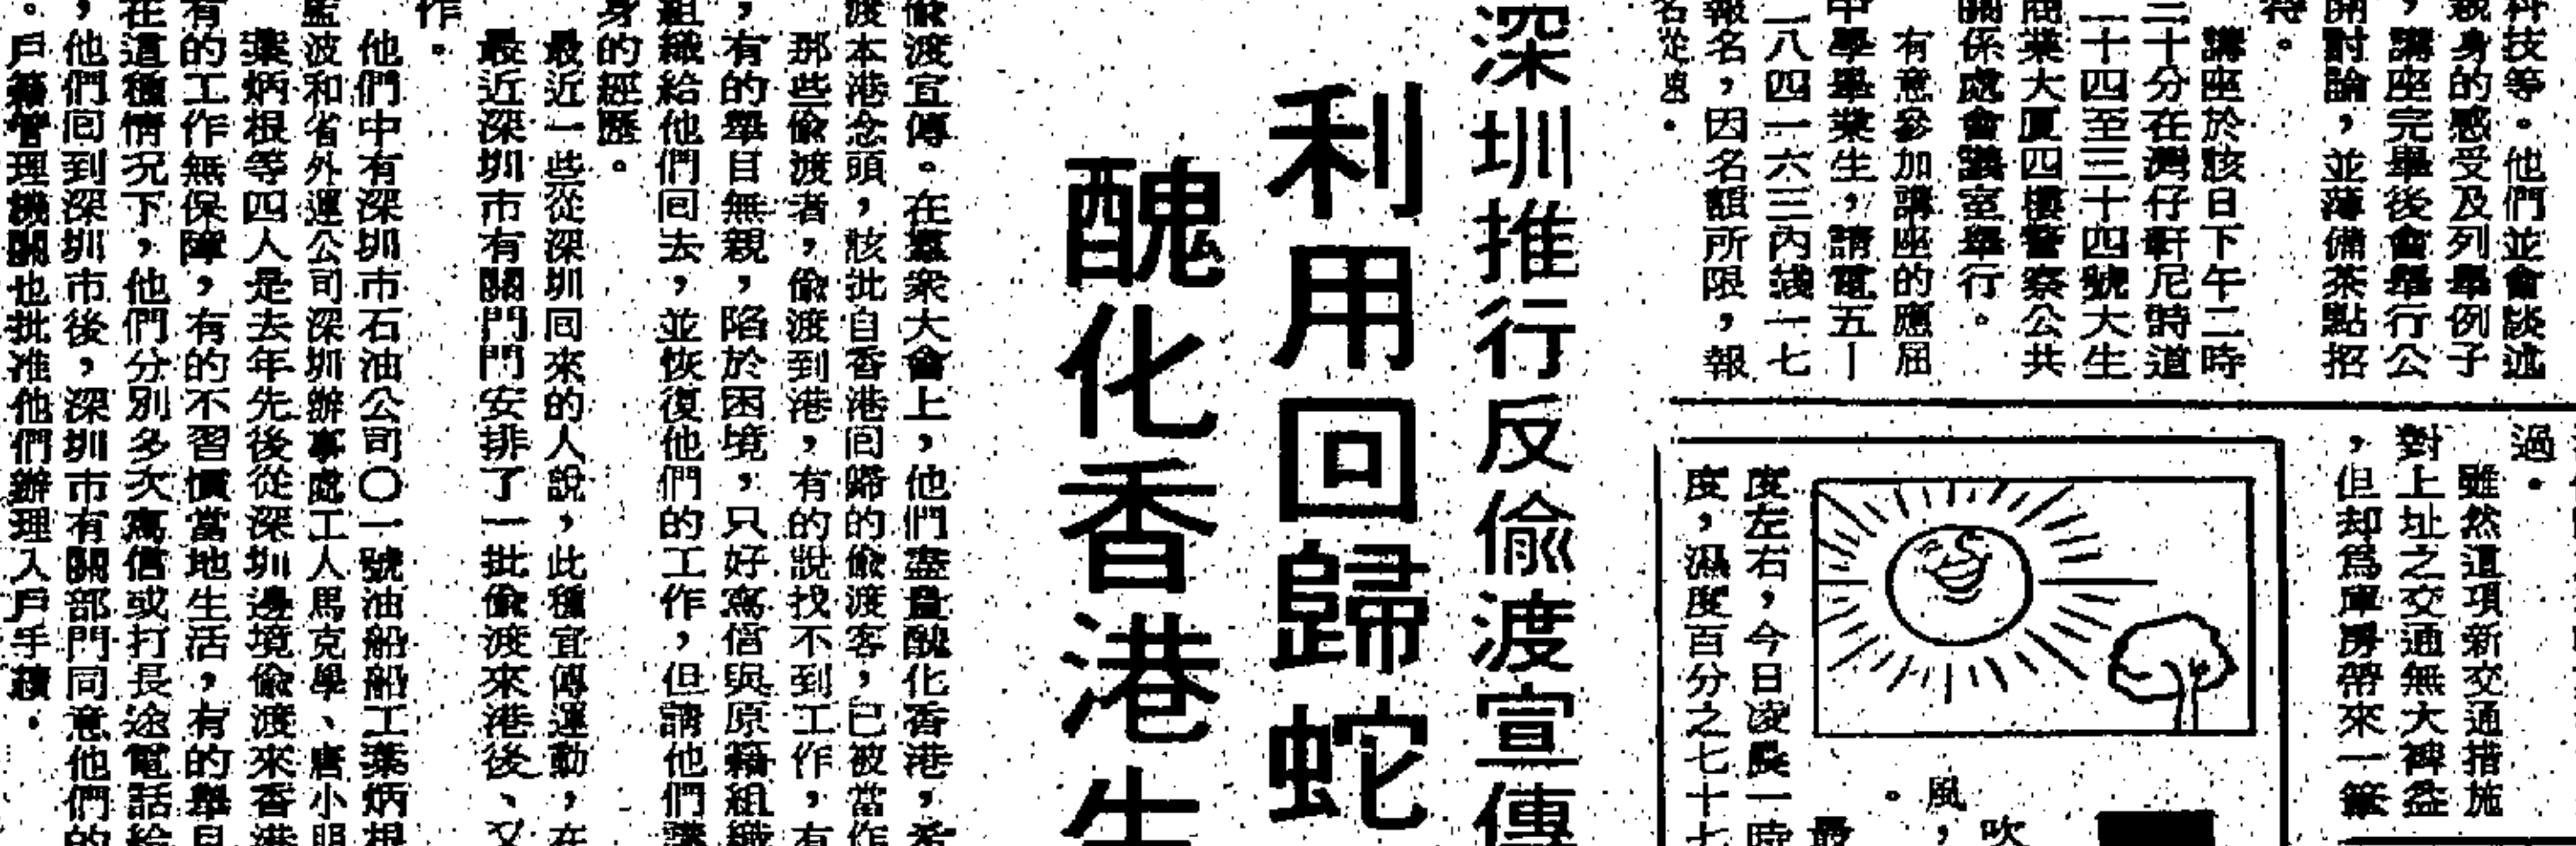 科技等。他們並會談述
親身的感受及列舉例子
，講座完畢後會舉行公
開討論，並薄備茶點招
待。
講座於該日下午二時
三十分在灣仔軒尼詩道
二十四至三十四號大生
商業大厦四樓警察公共
關係處會議室舉行。
有意參加講座的應屆
中學畢業生，請電五—
二八四一六三內綫一七
報名，因名額所限，報
名從速．
過．
雖然這項新交通措施
對上址之交通無大裨益
，但却爲庫房帶來一筆
度左右，今日凌晨一時
度，濕度百分之七十七
吹
風，
最
深圳推行反偷渡宣傳
利用回歸蛇
醜化香港生
偷渡宣傳。在羣衆大會上，他們盡量醜化香港，希
渡本港念頭，該批自香港回歸的偷渡客，已被當作
那些偷渡者，偷渡到港，有的說找不到工作，有
，有的舉目無親，陷於困境，只好寫信與原籍組織
組織給他們回去，並恢復他們的工作，但請他們講
身的經歷。
最近一些從深圳回來的人說，此種宣傳運動，在
最近深圳市有關門門安排了一批偷渡來港後、又
作。
他們中有深圳市石油公司〇一號油船船工葉炳根
藍波和省外運公司深圳辦事處工人馬克學、唐小明
葉炳根等四人是去年先後從深圳邊境偷渡來香港
有的工作無保障，有的不習慣當地生活，有的舉目
在這種情況下，他們分別多次寫信或打長途電話給
，他們回到深圳市後，深圳市有關部門同意他們的
。戶籍管理機關也批准他們辦理入戶手續．